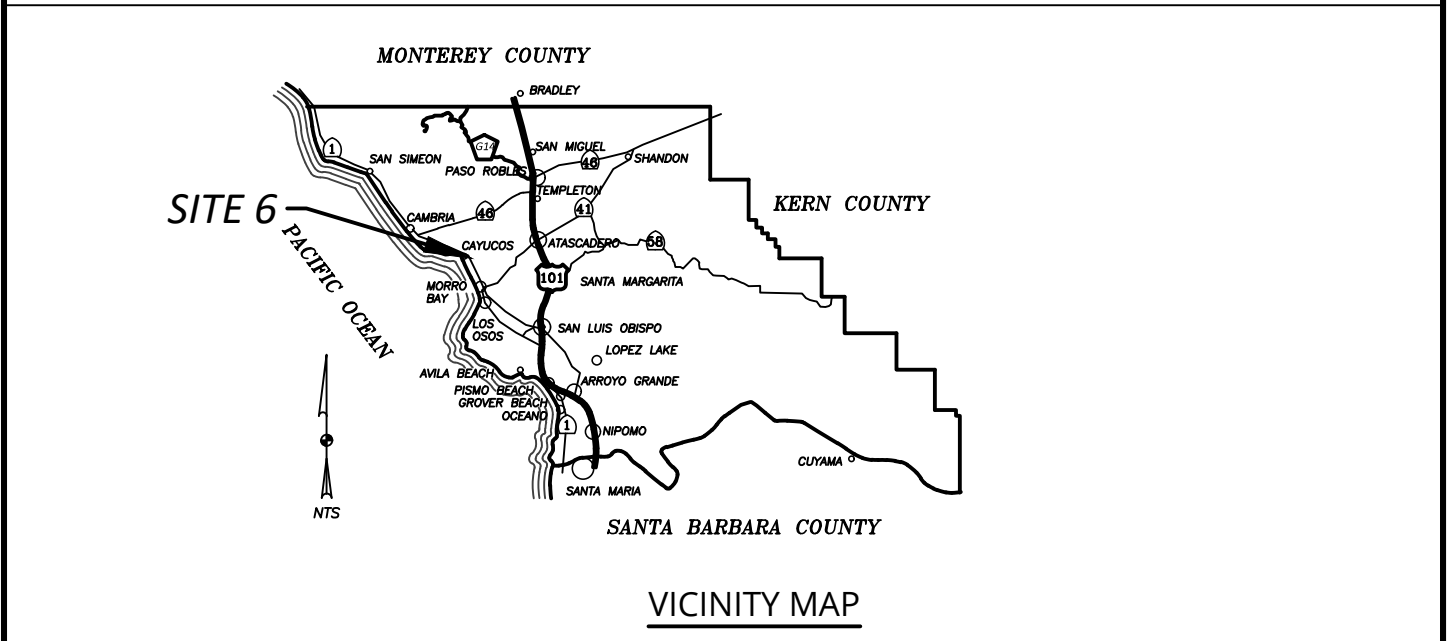 MONTEREY COUNTY
BRADLEY
1
G14
SAN MIGUEL
SAN SIMEON
46
SHANDON
PASO ROBLES
TEMPLETON
SITE 6
46
41
KERN COUNTY
CAMBRIA
PACIFIC OCEAN
CAYUCOS
ATASCADERO
58
101
SANTA MARGARITA
MORRO
BAY
LOS
OSOS
SAN LUIS OBISPO
LOPEZ LAKE
AVILA BEACH
ARROYO GRANDE
PISMO BEACH
GROVER BEACH
OCEANO
1
NIPOMO
CUYAMA
SANTA MARIA
NTS
SANTA BARBARA COUNTY
VICINITY MAP